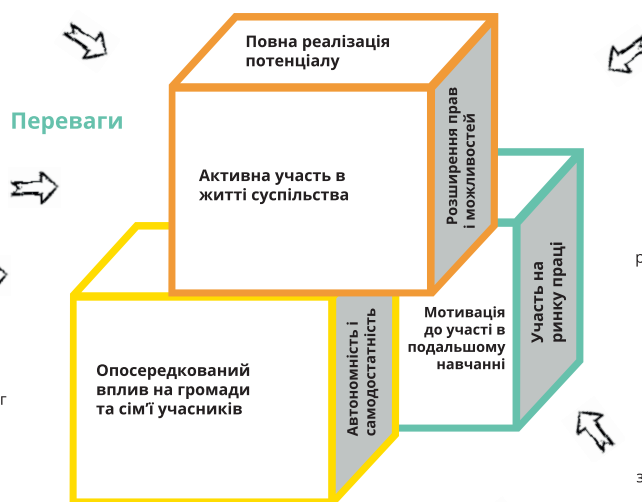 Повна реалізація
потенціалу
Переваги
Розширення прав
і можливостей
Активна участь в
житті суспільства
Участь на
ринку праці
Мотивація
до участі в
подальшому
навчанні
Автономність і
самодостатність
Опосередкований
вплив на громади
та сім’ї учасників